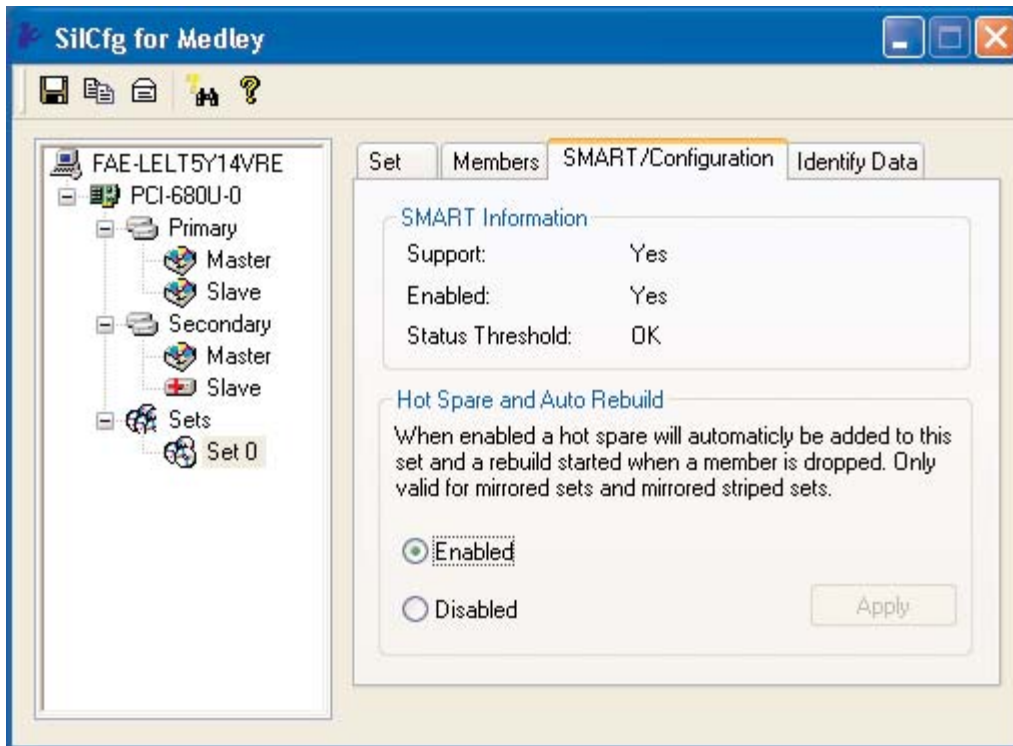 SilCfg for Medley
FAE-LELT5Y14VRE
PCI-680U-0
Primary
Master
Slave
Secondary
Master
Slave
Sets
Set 0
Set
Members
SMART/Configuration
Identify Data
SMART Information
Support: Yes
Enabled: Yes
Status Threshold: OK
Hot Spare and Auto Rebuild
When enabled a hot spare will automaticly be added to this
set and a rebuild started when a member is dropped. Only
valid for mirrored sets and mirrored striped sets.
Enabled
Disabled
Apply